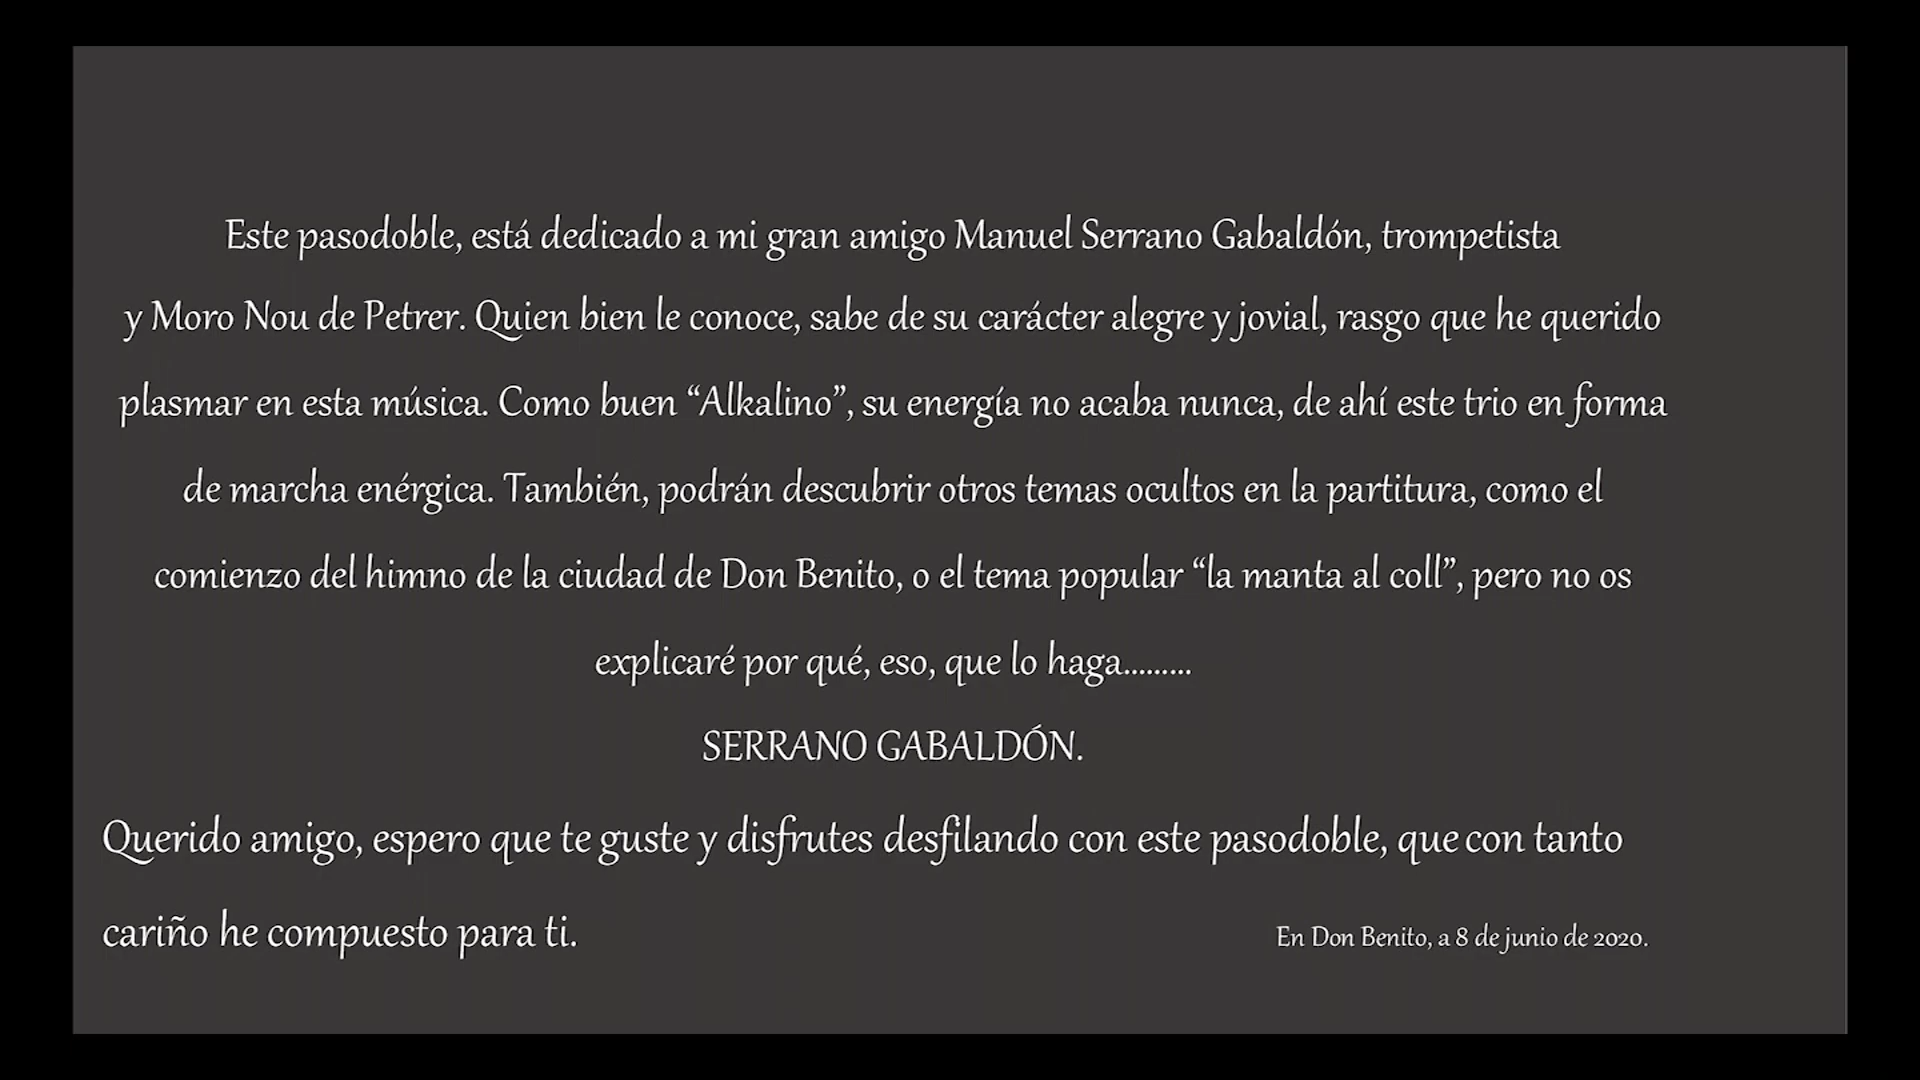 Este pasodoble, está dedicado a mi gran amigo Manuel Serrano Gabaldón, trompetista
y Moro Nou de Petrer. Quien bien le conoce, sabe de su carácter alegre y jovial, rasgo que he querido
plasmar en esta música. Como buen “Alkalino”, su energía no acaba nunca, de ahí este trio en forma
de marcha enérgica. También, podrán descubrir otros temas ocultos en la partitura, como el
comienzo del himno de la ciudad de Don Benito, o el tema popular “la manta al coll”, pero no os
explicaré por qué, eso, que lo haga.........
SERRANO GABALDÓN.
Querido amigo, espero que te guste y disfrutes desfilando con este pasodoble, que con tanto
cariño he compuesto para ti.
En Don Benito, a 8 de junio de 2020.